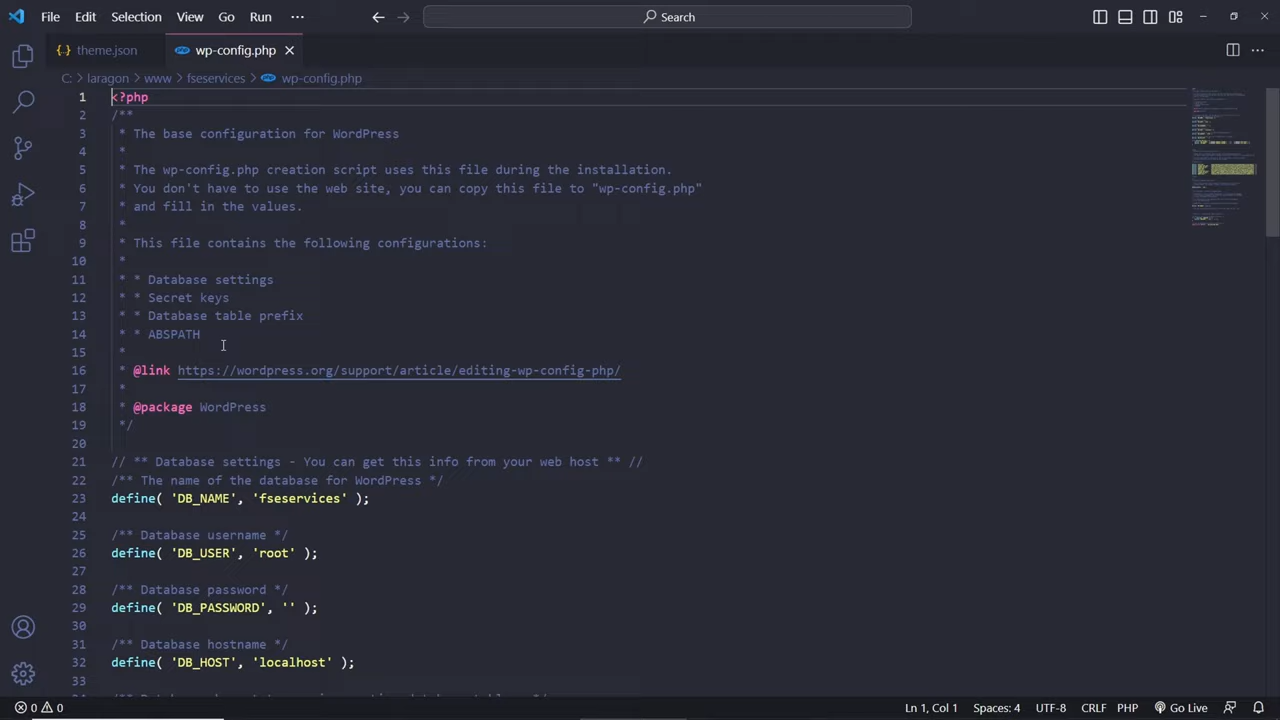 File Edit Selection View Go Run ··· Search
theme.json wp-config.php
C: > laragon > www > fseservices > wp-config.php
1 <?php
2 /**
3 * The base configuration for WordPress
4 *
5 * The wp-config.php creation script uses this file during the installation.
6 * You don't have to use the web site, you can copy this file to "wp-config.php"
7 * and fill in the values.
8 *
9 * This file contains the following configurations:
10 *
11 * * Database settings
12 * * Secret keys
13 * * Database table prefix
14 * * ABSPATH
15 *
16 * @link https://wordpress.org/support/article/editing-wp-config-php/
17 *
18 * @package WordPress
19 */
20
21 // ** Database settings - You can get this info from your web host ** //
22 /** The name of the database for WordPress */
23 define( 'DB_NAME', 'fseservices' );
24
25 /** Database username */
26 define( 'DB_USER', 'root' );
27
28 /** Database password */
29 define( 'DB_PASSWORD', '' );
30
31 /** Database hostname */
32 define( 'DB_HOST', 'localhost' );
33
0 0 Ln 1, Col 1 Spaces: 4 UTF-8 CRLF PHP Go Live